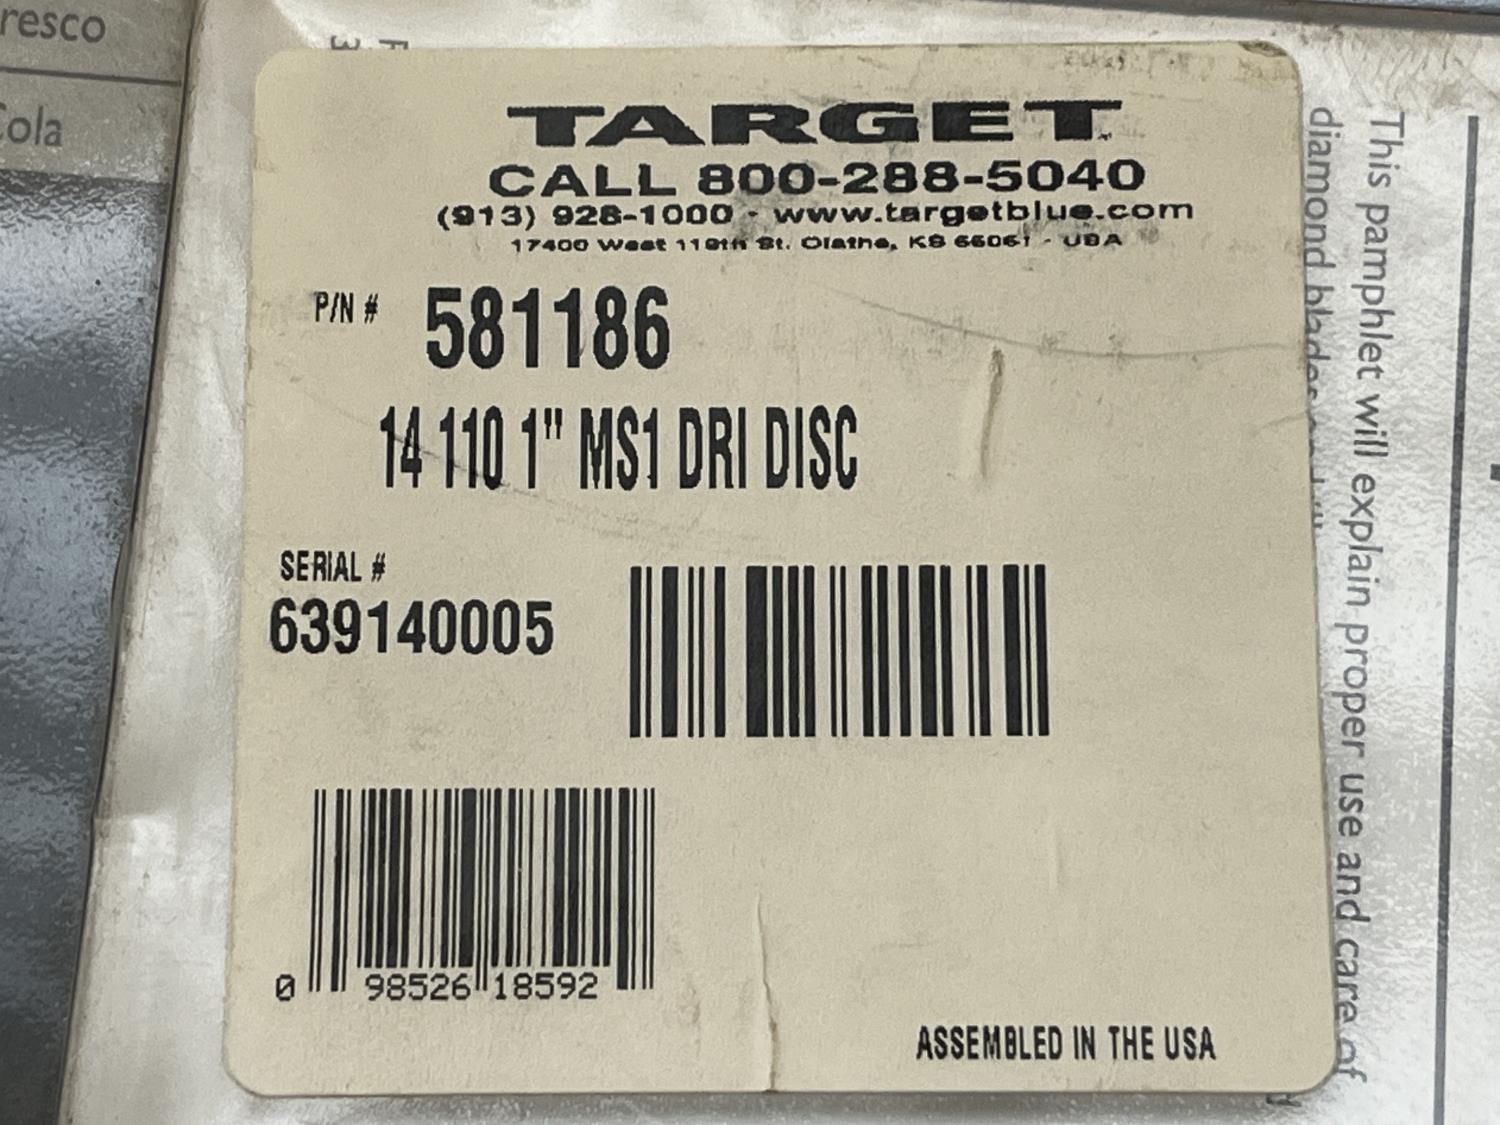 resco
Cola
TARGET
CALL 800-288-5040
(913) 928-1000 - www.targetblue.com
17400 West 119th St. Olathe, KS 66061 - USA
P/N # 581186
14 110 1" MS1 DRI DISC
SERIAL #
639140005
0 98526 18592
ASSEMBLED IN THE USA
This pamphlet will explain proper use and care of
diamond blades